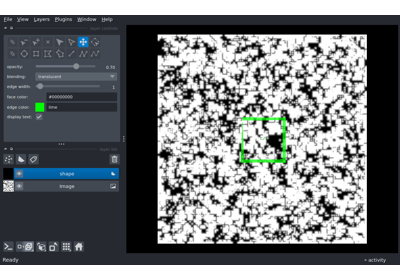 File View Layers Plugins Window Help
opacity: 0.70
blending: translucent
edge width: 1
face color: #00000000
edge color: lime
display text:
shape
Image
Ready activity